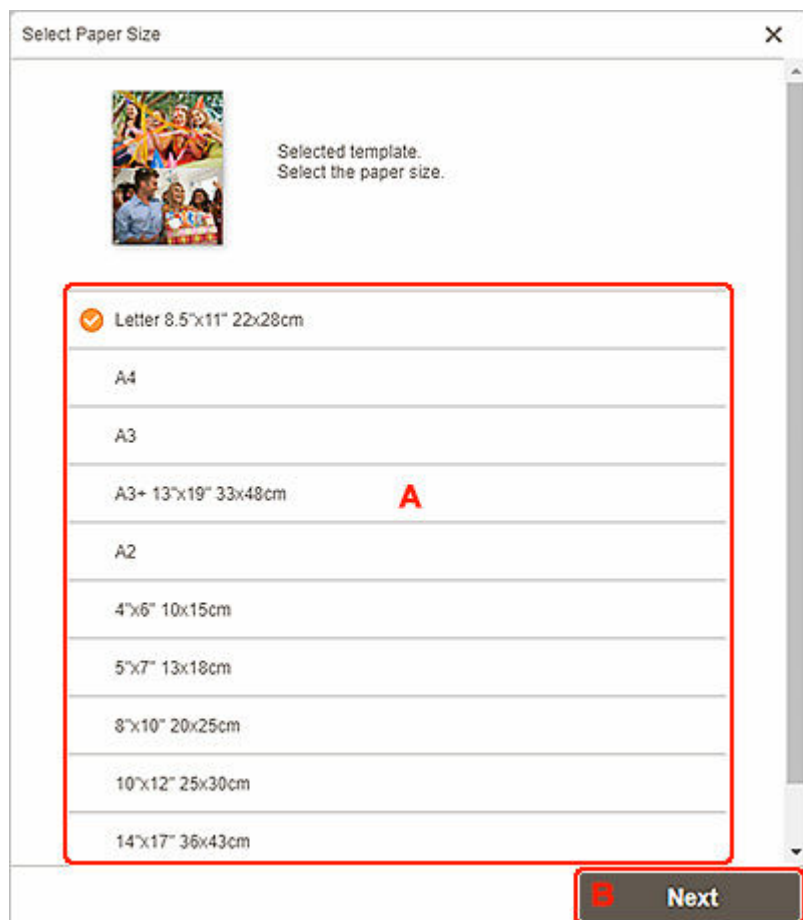 Select Paper Size
Selected template.
Select the paper size.
Letter 8.5"x11" 22x28cm
A4
A3
A3+ 13"x19" 33x48cm
A
A2
4"x6" 10x15cm
5"x7" 13x18cm
8"x10" 20x25cm
10"x12" 25x30cm
14"x17" 36x43cm
B Next